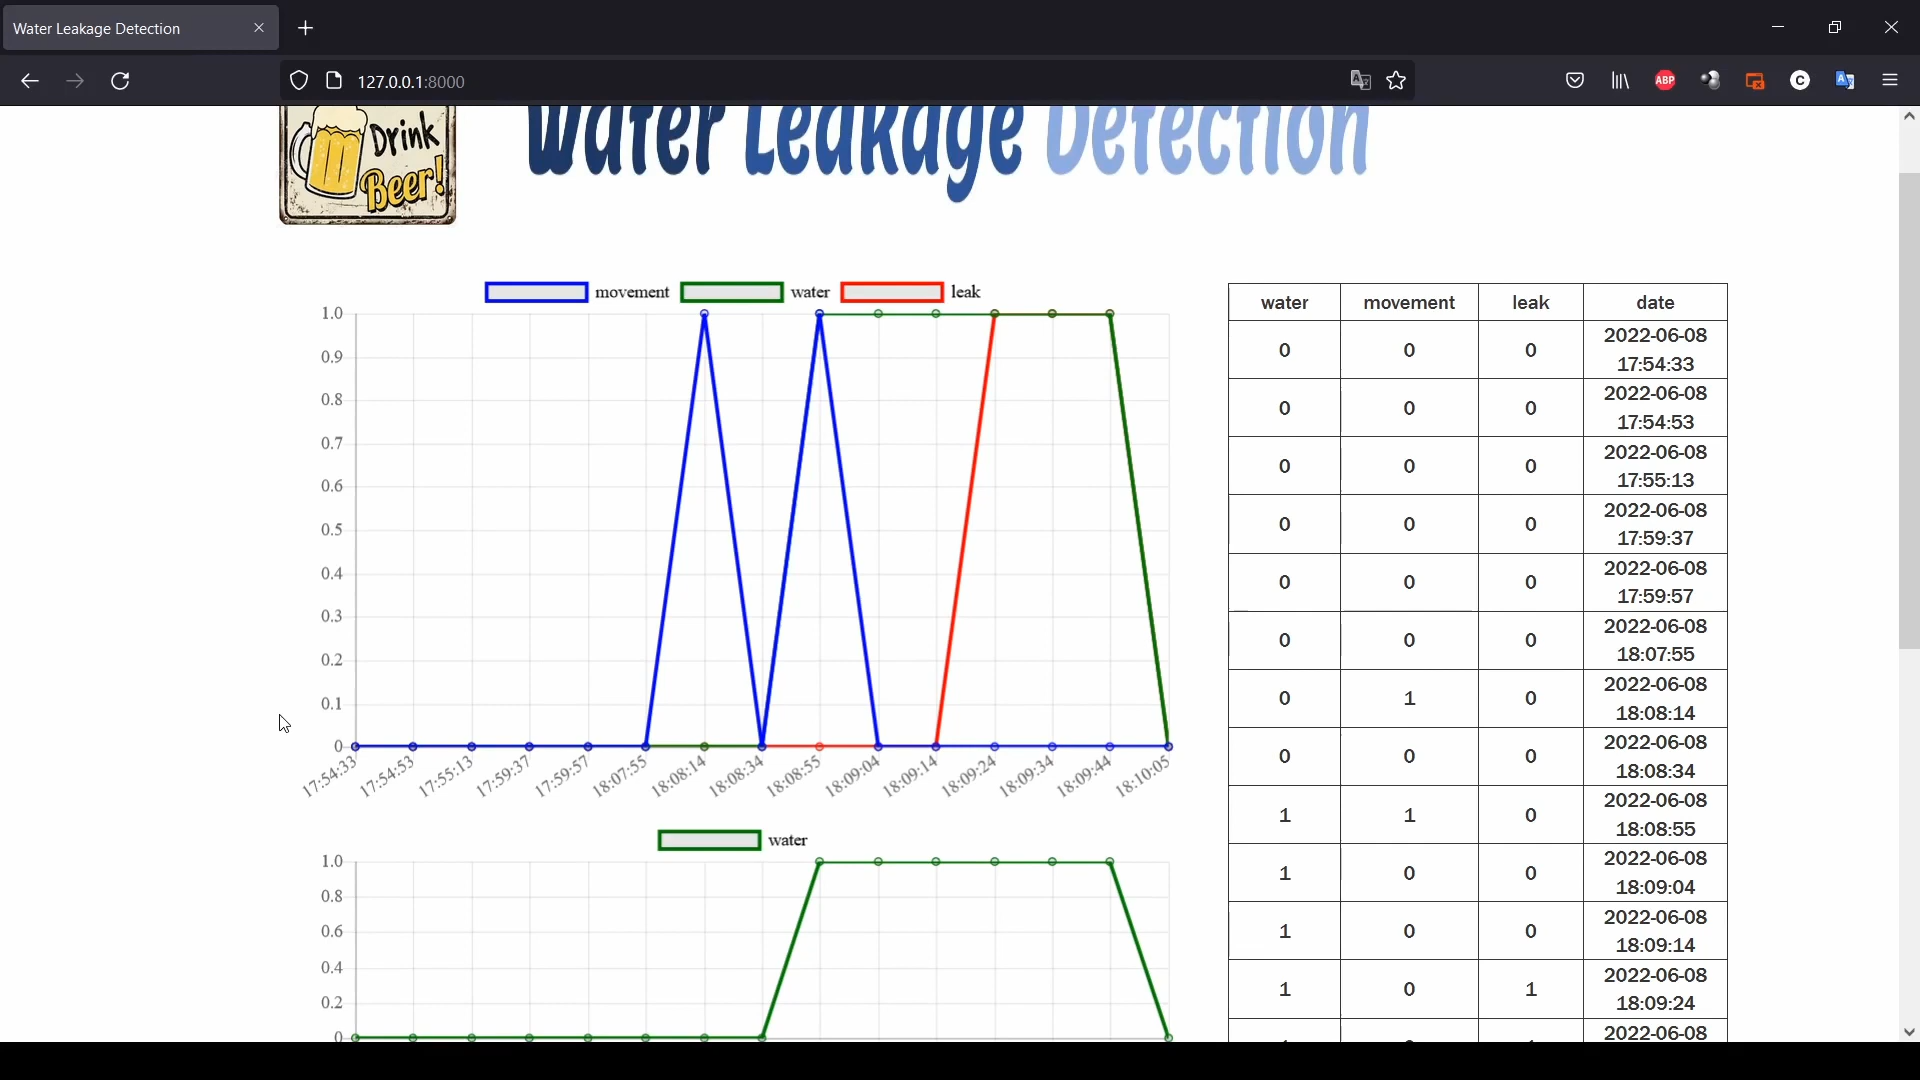 Water Leakage Detection
127.0.0.1:8000
ABP
C
Drink
Beer!
Water Leakage Detection
movement water leak
1.0
0.9
0.8
0.7
0.6
0.5
0.4
0.3
0.2
0.1
0
17:54:33 17:54:53 17:55:13 17:59:37 17:59:57 18:07:55 18:08:14 18:08:34 18:08:55 18:09:04 18:09:14 18:09:24 18:09:34 18:09:44 18:10:05
water
1.0
0.8
0.6
0.4
0.2
0
water movement leak date
0 0 0 2022-06-08
17:54:33
0 0 0 2022-06-08
17:54:53
0 0 0 2022-06-08
17:55:13
0 0 0 2022-06-08
17:59:37
0 0 0 2022-06-08
17:59:57
0 0 0 2022-06-08
18:07:55
0 1 0 2022-06-08
18:08:14
0 0 0 2022-06-08
18:08:34
1 1 0 2022-06-08
18:08:55
1 0 0 2022-06-08
18:09:04
1 0 0 2022-06-08
18:09:14
1 0 1 2022-06-08
18:09:24
2022-06-08